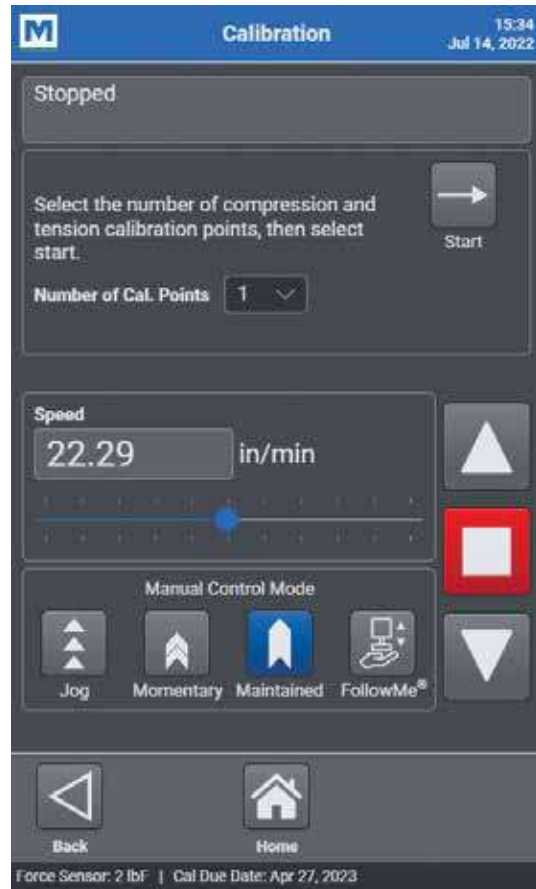 M
Calibration
15:34
Jul 14, 2022
Stopped
Select the number of compression and
tension calibration points, then select
start.
Start
Number of Cal. Points 1
Speed
22.29 in/min
Manual Control Mode
Jog Momentary Maintained FollowMe®
Back Home
Force Sensor: 2 lbF | Cal Due Date: Apr 27, 2023